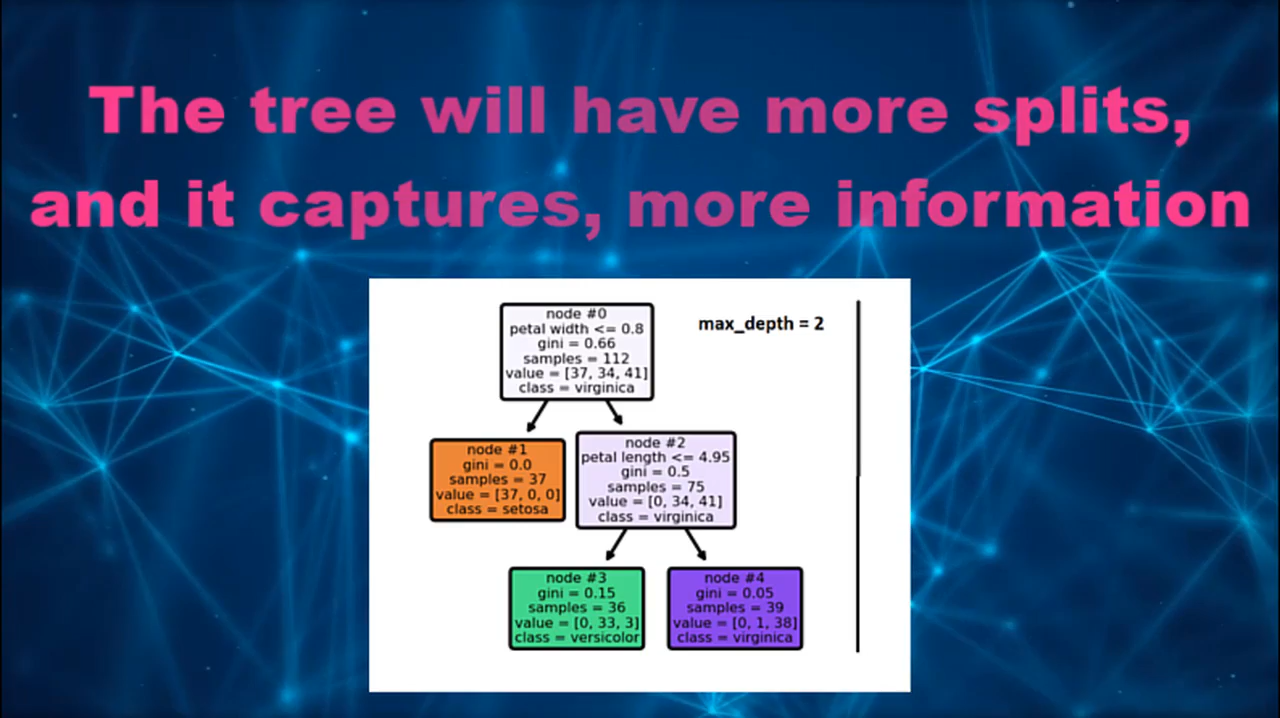 The tree will have more splits,
and it captures, more information
node #0
petal width <= 0.8
gini = 0.66
samples = 112
value = [37, 34, 41]
class = virginica
max_depth = 2
node #1
gini = 0.0
samples = 37
value = [37, 0, 0]
class = setosa
node #2
petal length <= 4.95
gini = 0.5
samples = 75
value = [0, 34, 41]
class = virginica
node #3
gini = 0.15
samples = 36
value = [0, 33, 3]
class = versicolor
node #4
gini = 0.05
samples = 39
value = [0, 1, 38]
class = virginica